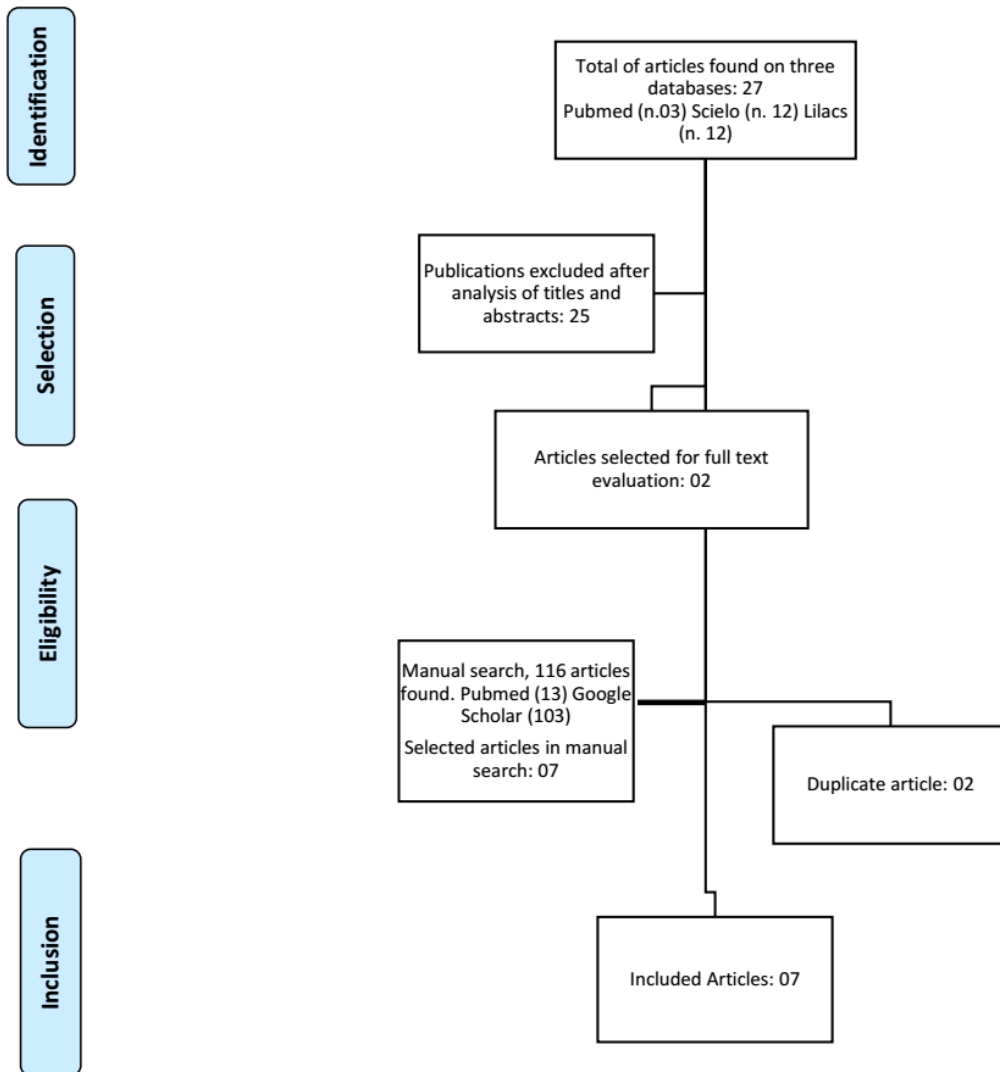 Identification
Total of articles found on three
databases: 27
Pubmed (n.03) Scielo (n. 12) Lilacs
(n. 12)
Selection
Publications excluded after
analysis of titles and
abstracts: 25
Articles selected for full text
evaluation: 02
Eligibility
Manual search, 116 articles
found. Pubmed (13) Google
Scholar (103)
Selected articles in manual
search: 07
Duplicate article: 02
Inclusion
Included Articles: 07